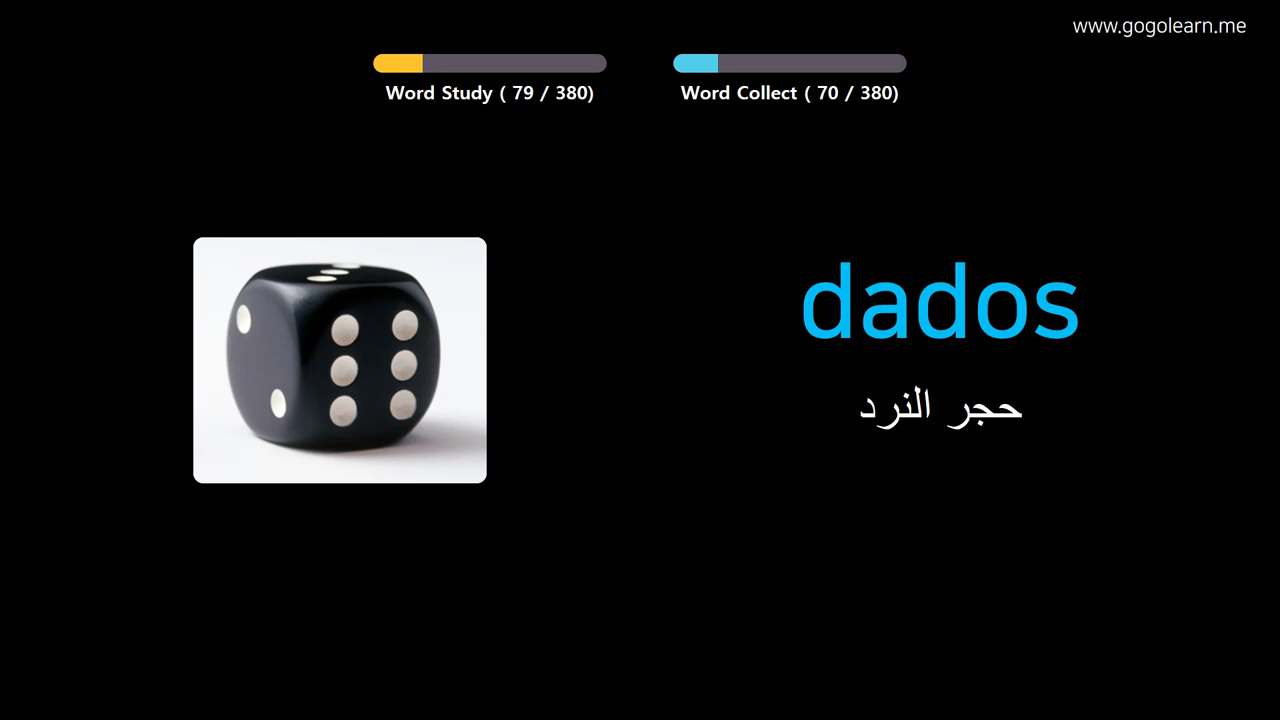 www.gogolearn.me
Word Study ( 79 / 380)
Word Collect ( 70 / 380)
dados
حجر النرد